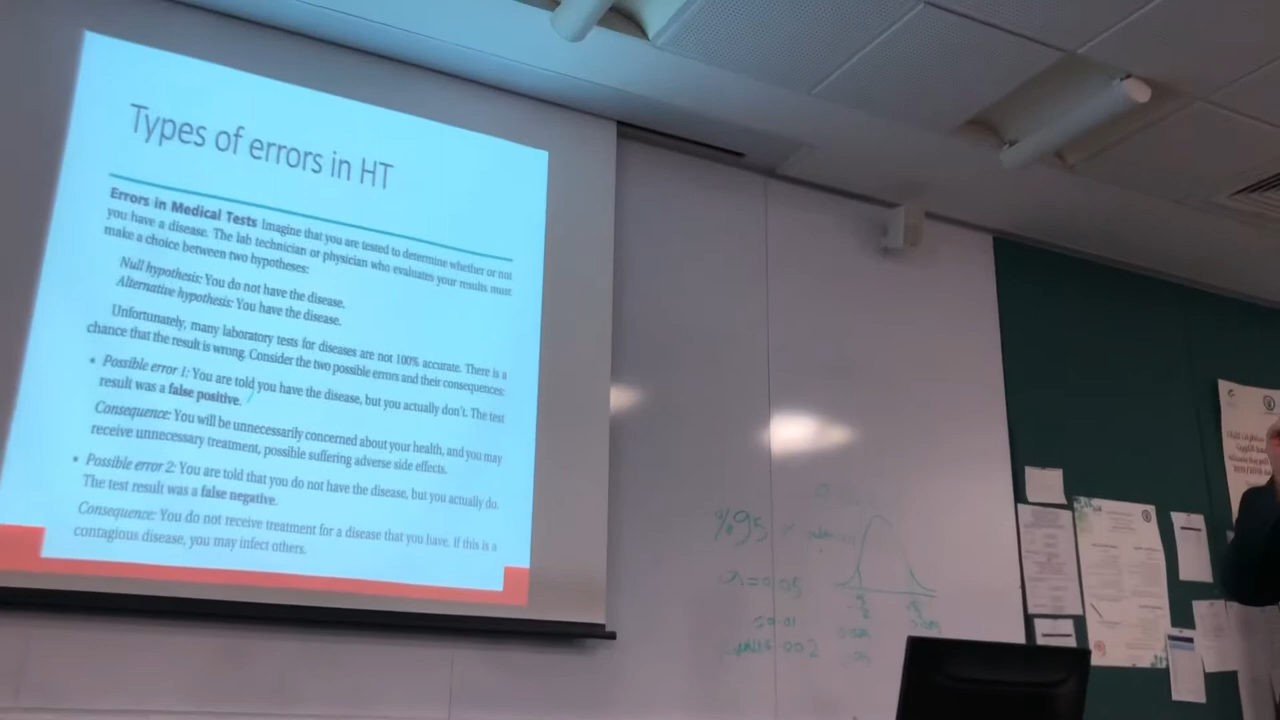 Types of errors in HT
Errors in Medical Tests Imagine that you are tested to determine whether or not
you have a disease. The lab technician or physician who evaluates your results must
make a choice between two hypotheses:
Null hypothesis: You do not have the disease.
Alternative hypothesis: You have the disease.
Unfortunately, many laboratory tests for diseases are not 100% accurate. There is a
chance that the result is wrong. Consider the two possible errors and their consequences:
• Possible error 1: You are told you have the disease, but you actually don't. The test
result was a false positive.
Consequence: You will be unnecessarily concerned about your health, and you may
receive unnecessary treatment, possible suffering adverse side effects.
• Possible error 2: You are told that you do not have the disease, but you actually do.
The test result was a false negative.
Consequence: You do not receive treatment for a disease that you have. If this is a
contagious disease, you may infect others.
%95
α=0.05
=0.01